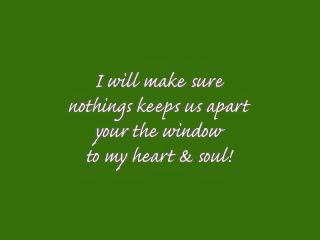 I will make sure
nothings keeps us apart
your the window
to my heart & soul!